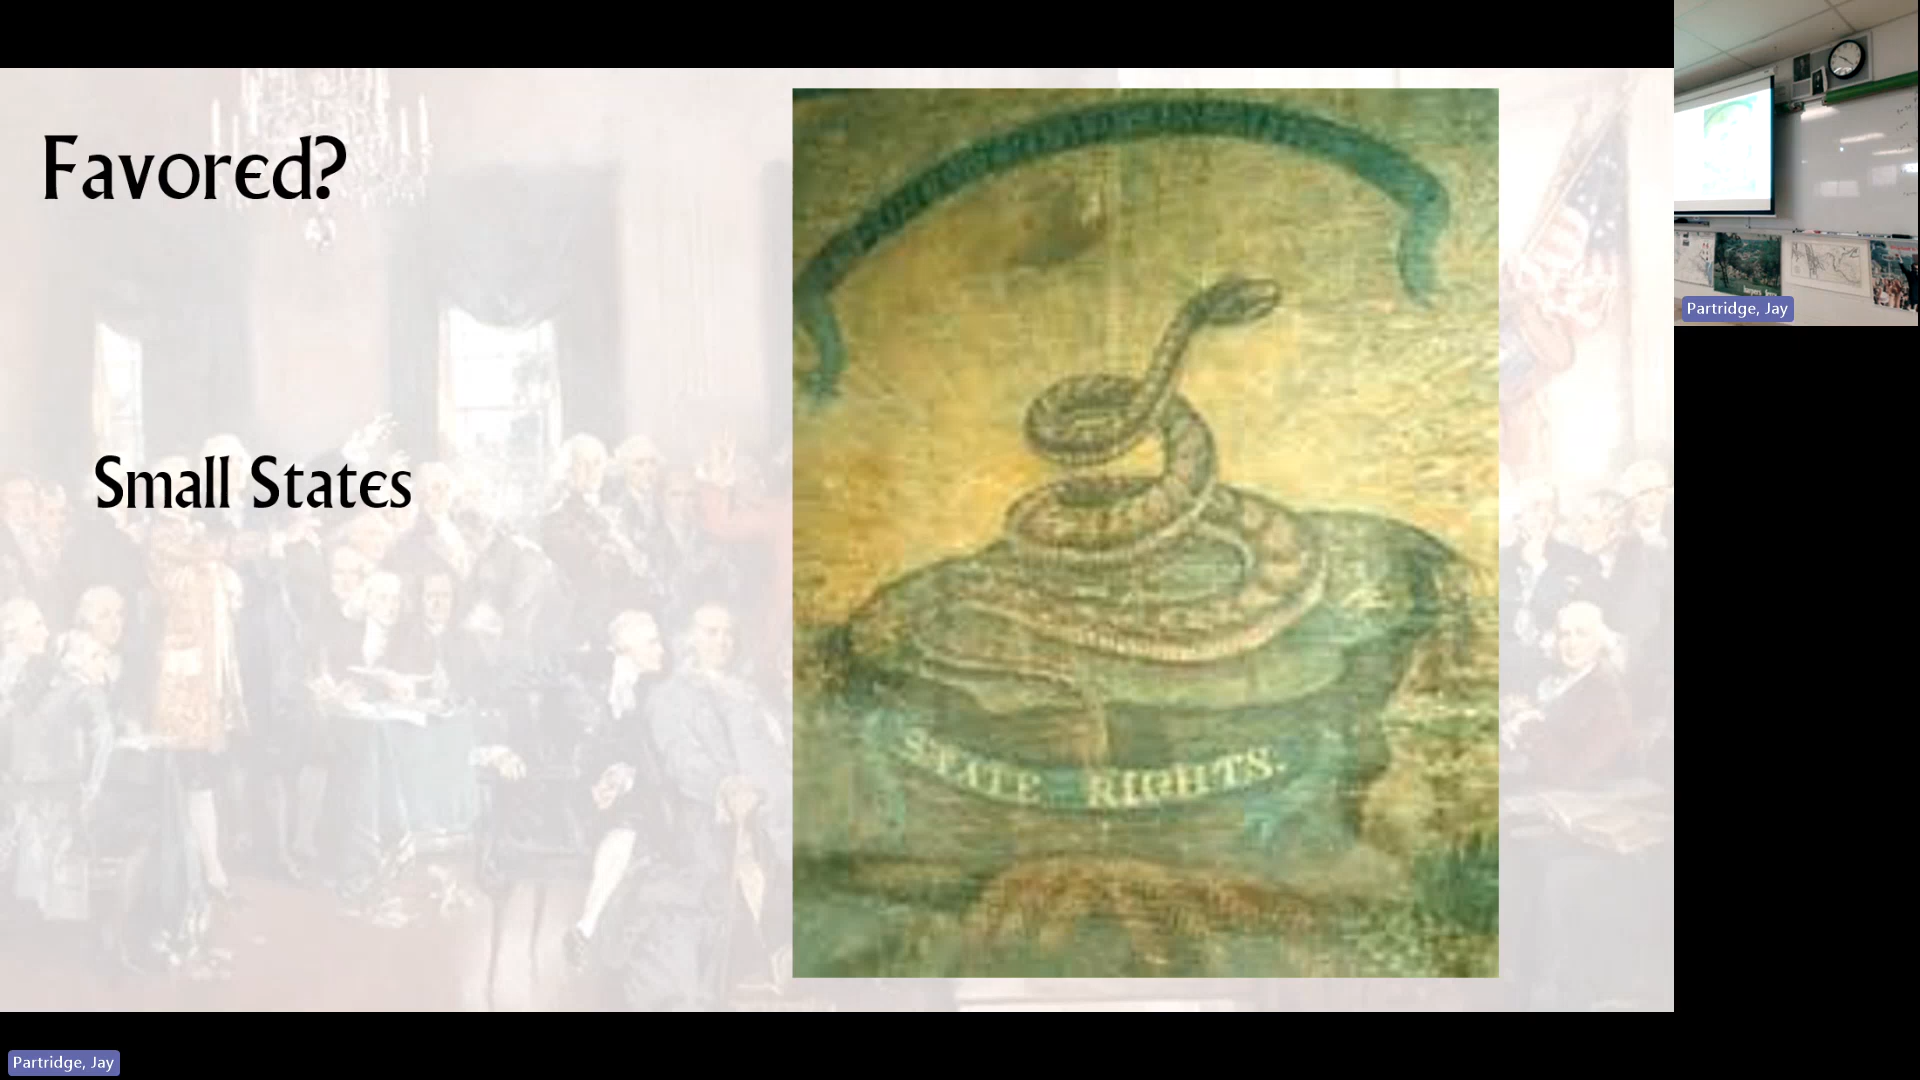 Favored?
Small States
STATE RIGHTS.
Partridge, Jay
Partridge, Jay